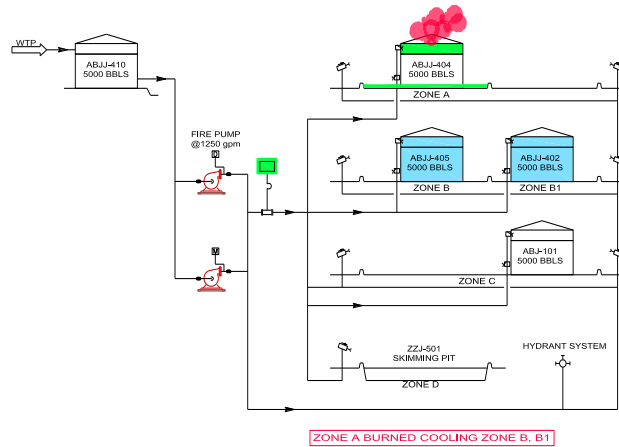 WTP
ABJJ-410
5000 BBLS
ABJJ-404
5000 BBLS
ZONE A
FIRE PUMP
@1250 gpm
D
ABJJ-405
5000 BBLS
ABJJ-402
5000 BBLS
ZONE B
ZONE B1
M
ABJ-101
5000 BBLS
ZONE C
ZZJ-501
SKIMMING PIT
HYDRANT SYSTEM
ZONE D
ZONE A BURNED COOLING ZONE B, B1